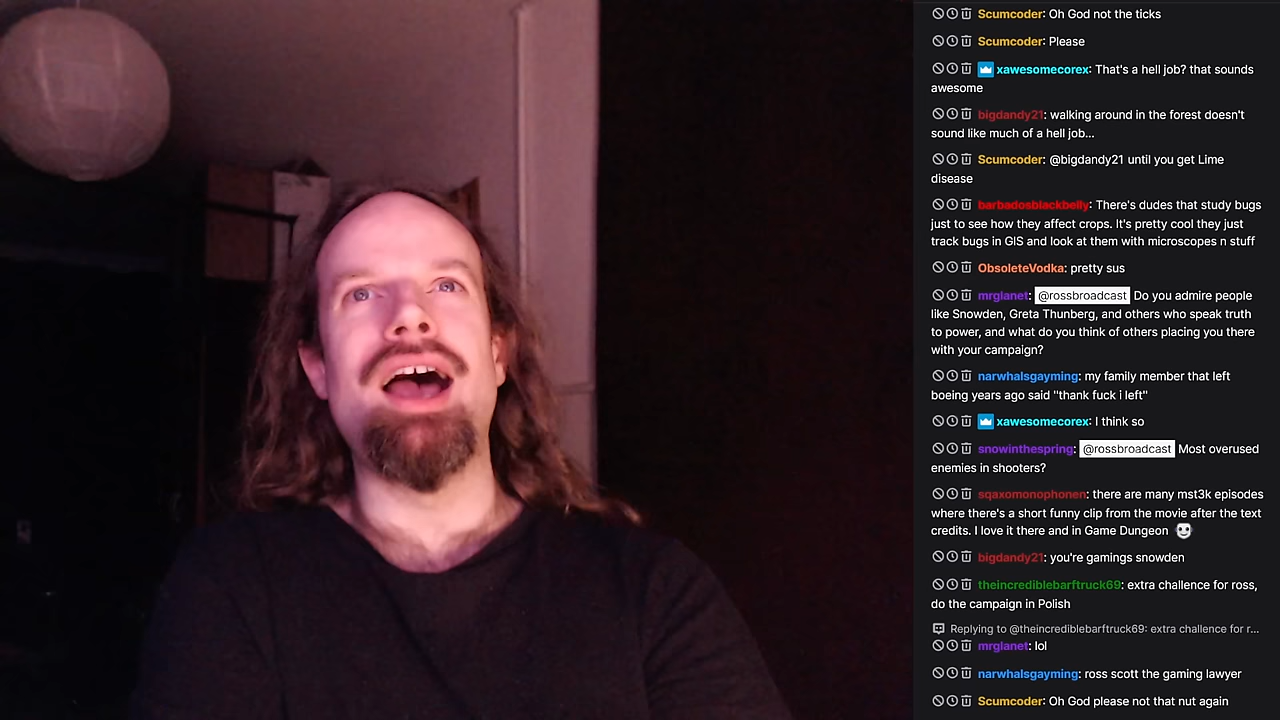 Scumcoder: Oh God not the ticks
Scumcoder: Please
xawesomecorex: That's a hell job? that sounds
awesome
bigdandy21: walking around in the forest doesn't
sound like much of a hell job...
Scumcoder: @bigdandy21 until you get Lime
disease
barbadosblackbelly: There's dudes that study bugs
just to see how they affect crops. It's pretty cool they just
track bugs in GIS and look at them with microscopes n stuff
ObsoleteVodka: pretty sus
mrglanet: @rossbroadcast Do you admire people
like Snowden, Greta Thunberg, and others who speak truth
to power, and what do you think of others placing you there
with your campaign?
narwhalsgayming: my family member that left
boeing years ago said "thank fuck i left"
xawesomecorex: I think so
snowinthespring: @rossbroadcast Most overused
enemies in shooters?
sqaxomonophonen: there are many mst3k episodes
where there's a short funny clip from the movie after the text
credits. I love it there and in Game Dungeon
bigdandy21: you're gamings snowden
theincrediblebarftruck69: extra challenge for ross,
do the campaign in Polish
Replying to @theincrediblebarftruck69: extra challenge for r...
mrglanet: lol
narwhalsgayming: ross scott the gaming lawyer
Scumcoder: Oh God please not that nut again